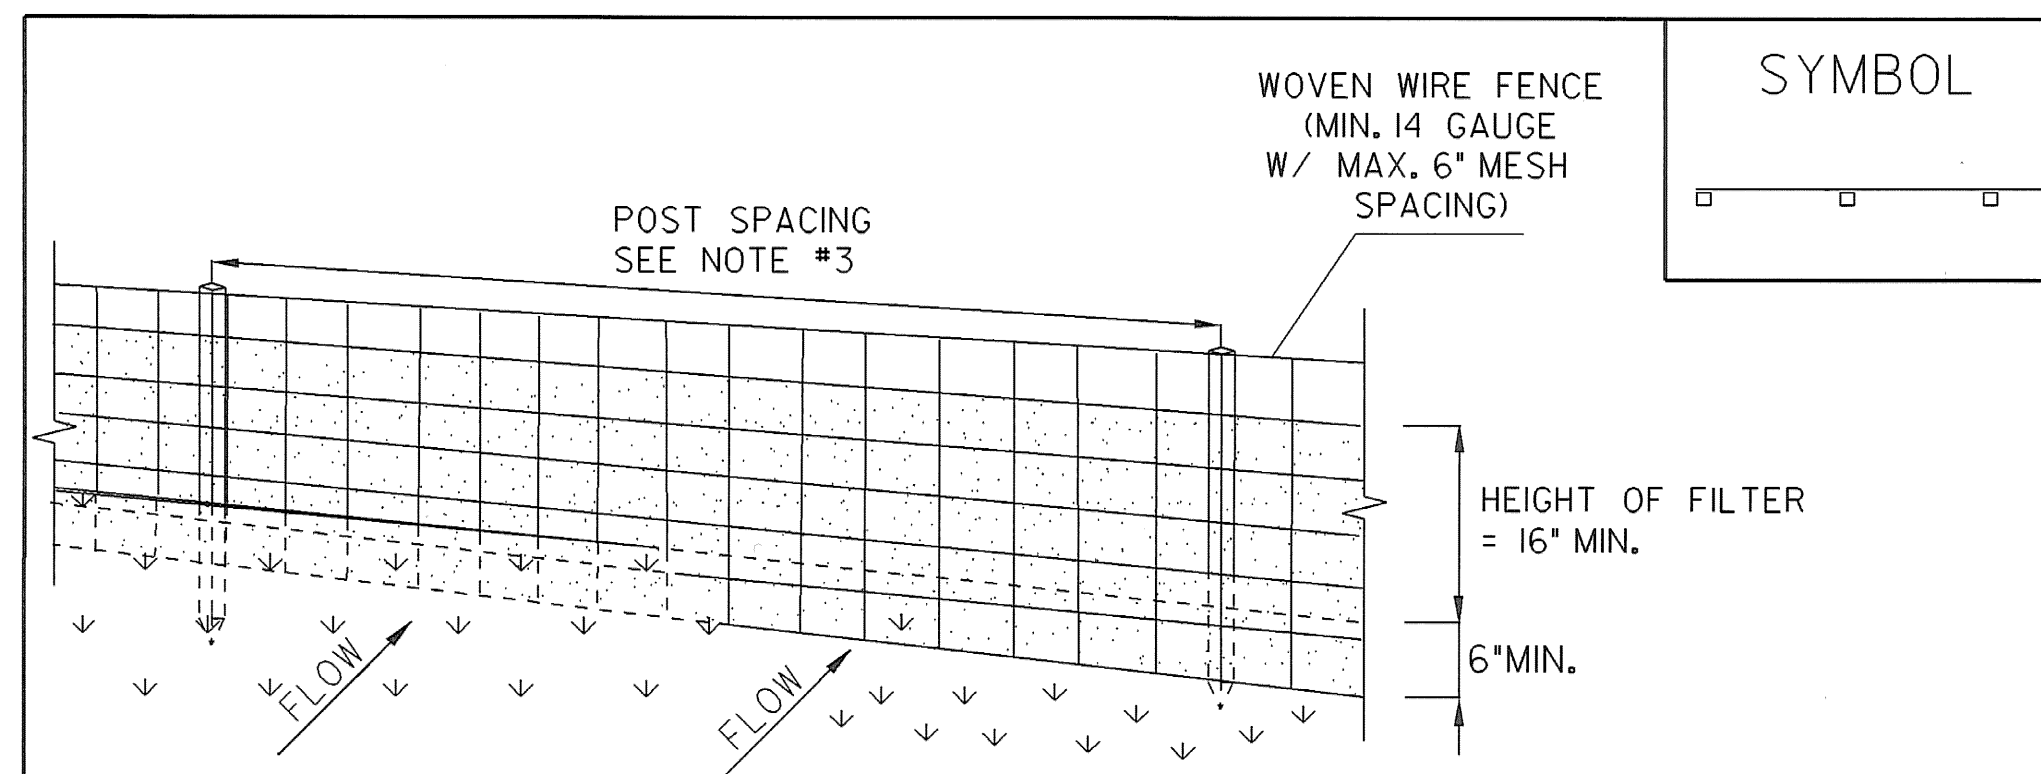 WOVEN WIRE FENCE
(MIN. 14 GAUGE
W/ MAX. 6" MESH
SPACING)
SYMBOL
POST SPACING
SEE NOTE #3
HEIGHT OF FILTER
= 16" MIN.
6"MIN.
FLOW
FLOW